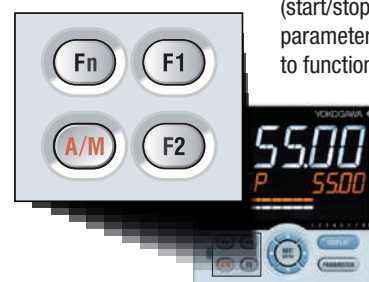 (start/stop
parameter
to function
Fn
F1
A/M
F2
YOKOGAWA
55.00
P 55.00
DISPLAY
PARAMETER